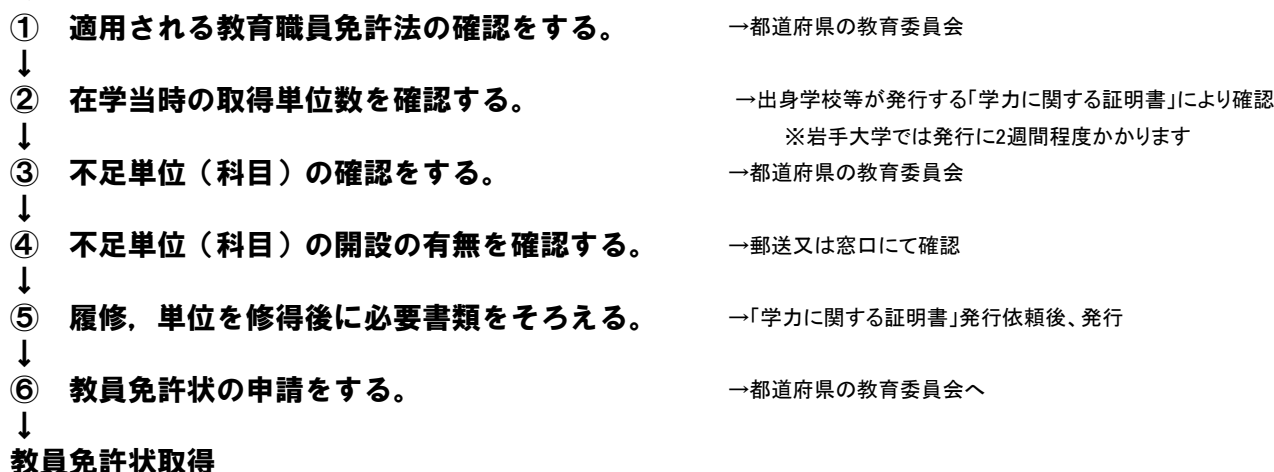 ① 適用される教育職員免許法の確認をする。 →都道府県の教育委員会
↓
② 在学当時の取得単位数を確認する。 →出身学校等が発行する「学力に関する証明書」により確認
↓ ※岩手大学では発行に2週間程度かかります
③ 不足単位（科目）の確認をする。 →都道府県の教育委員会
↓
④ 不足単位（科目）の開設の有無を確認する。 →郵送又は窓口にて確認
↓
⑤ 履修，単位を修得後に必要書類をそろえる。 →「学力に関する証明書」発行依頼後、発行
↓
⑥ 教員免許状の申請をする。 →都道府県の教育委員会へ
↓
教員免許状取得